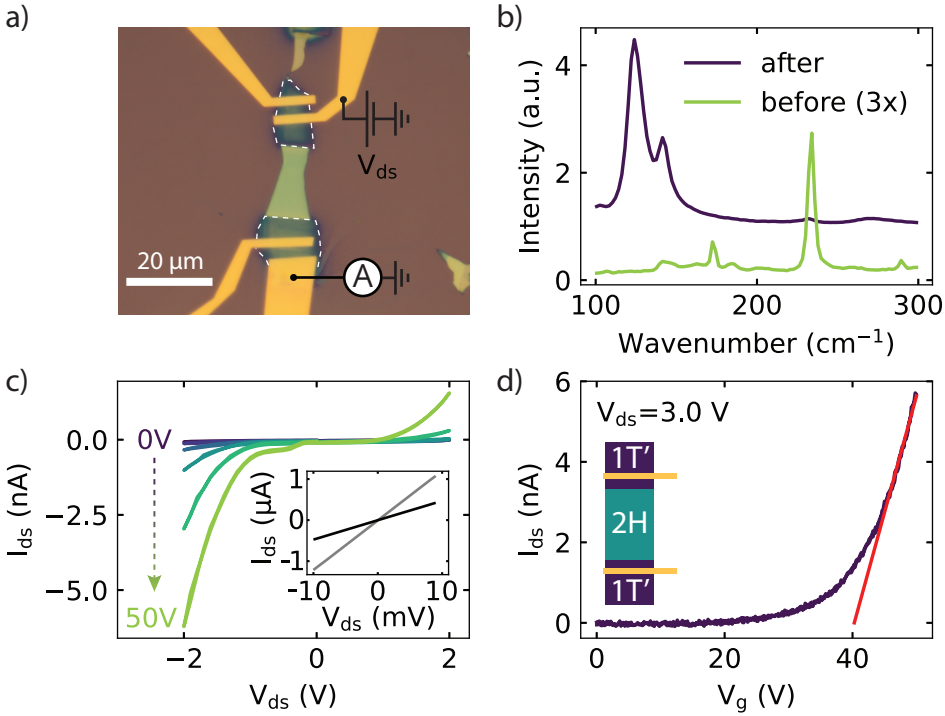 a)
V_ds
20 μm
A
b)
Intensity (a.u.)
4
2
0
after
before (3x)
100
200
300
Wavenumber (cm⁻¹)
c)
I_ds (nA)
0.0
−2.5
−5.0
0V
50V
−2
0
2
V_ds (V)
I_ds (μA)
1
0
-1
-10
0
10
V_ds (mV)
d)
I_ds (nA)
6
4
2
0
V_ds=3.0 V
1T′
2H
1T′
0
20
40
V_g (V)